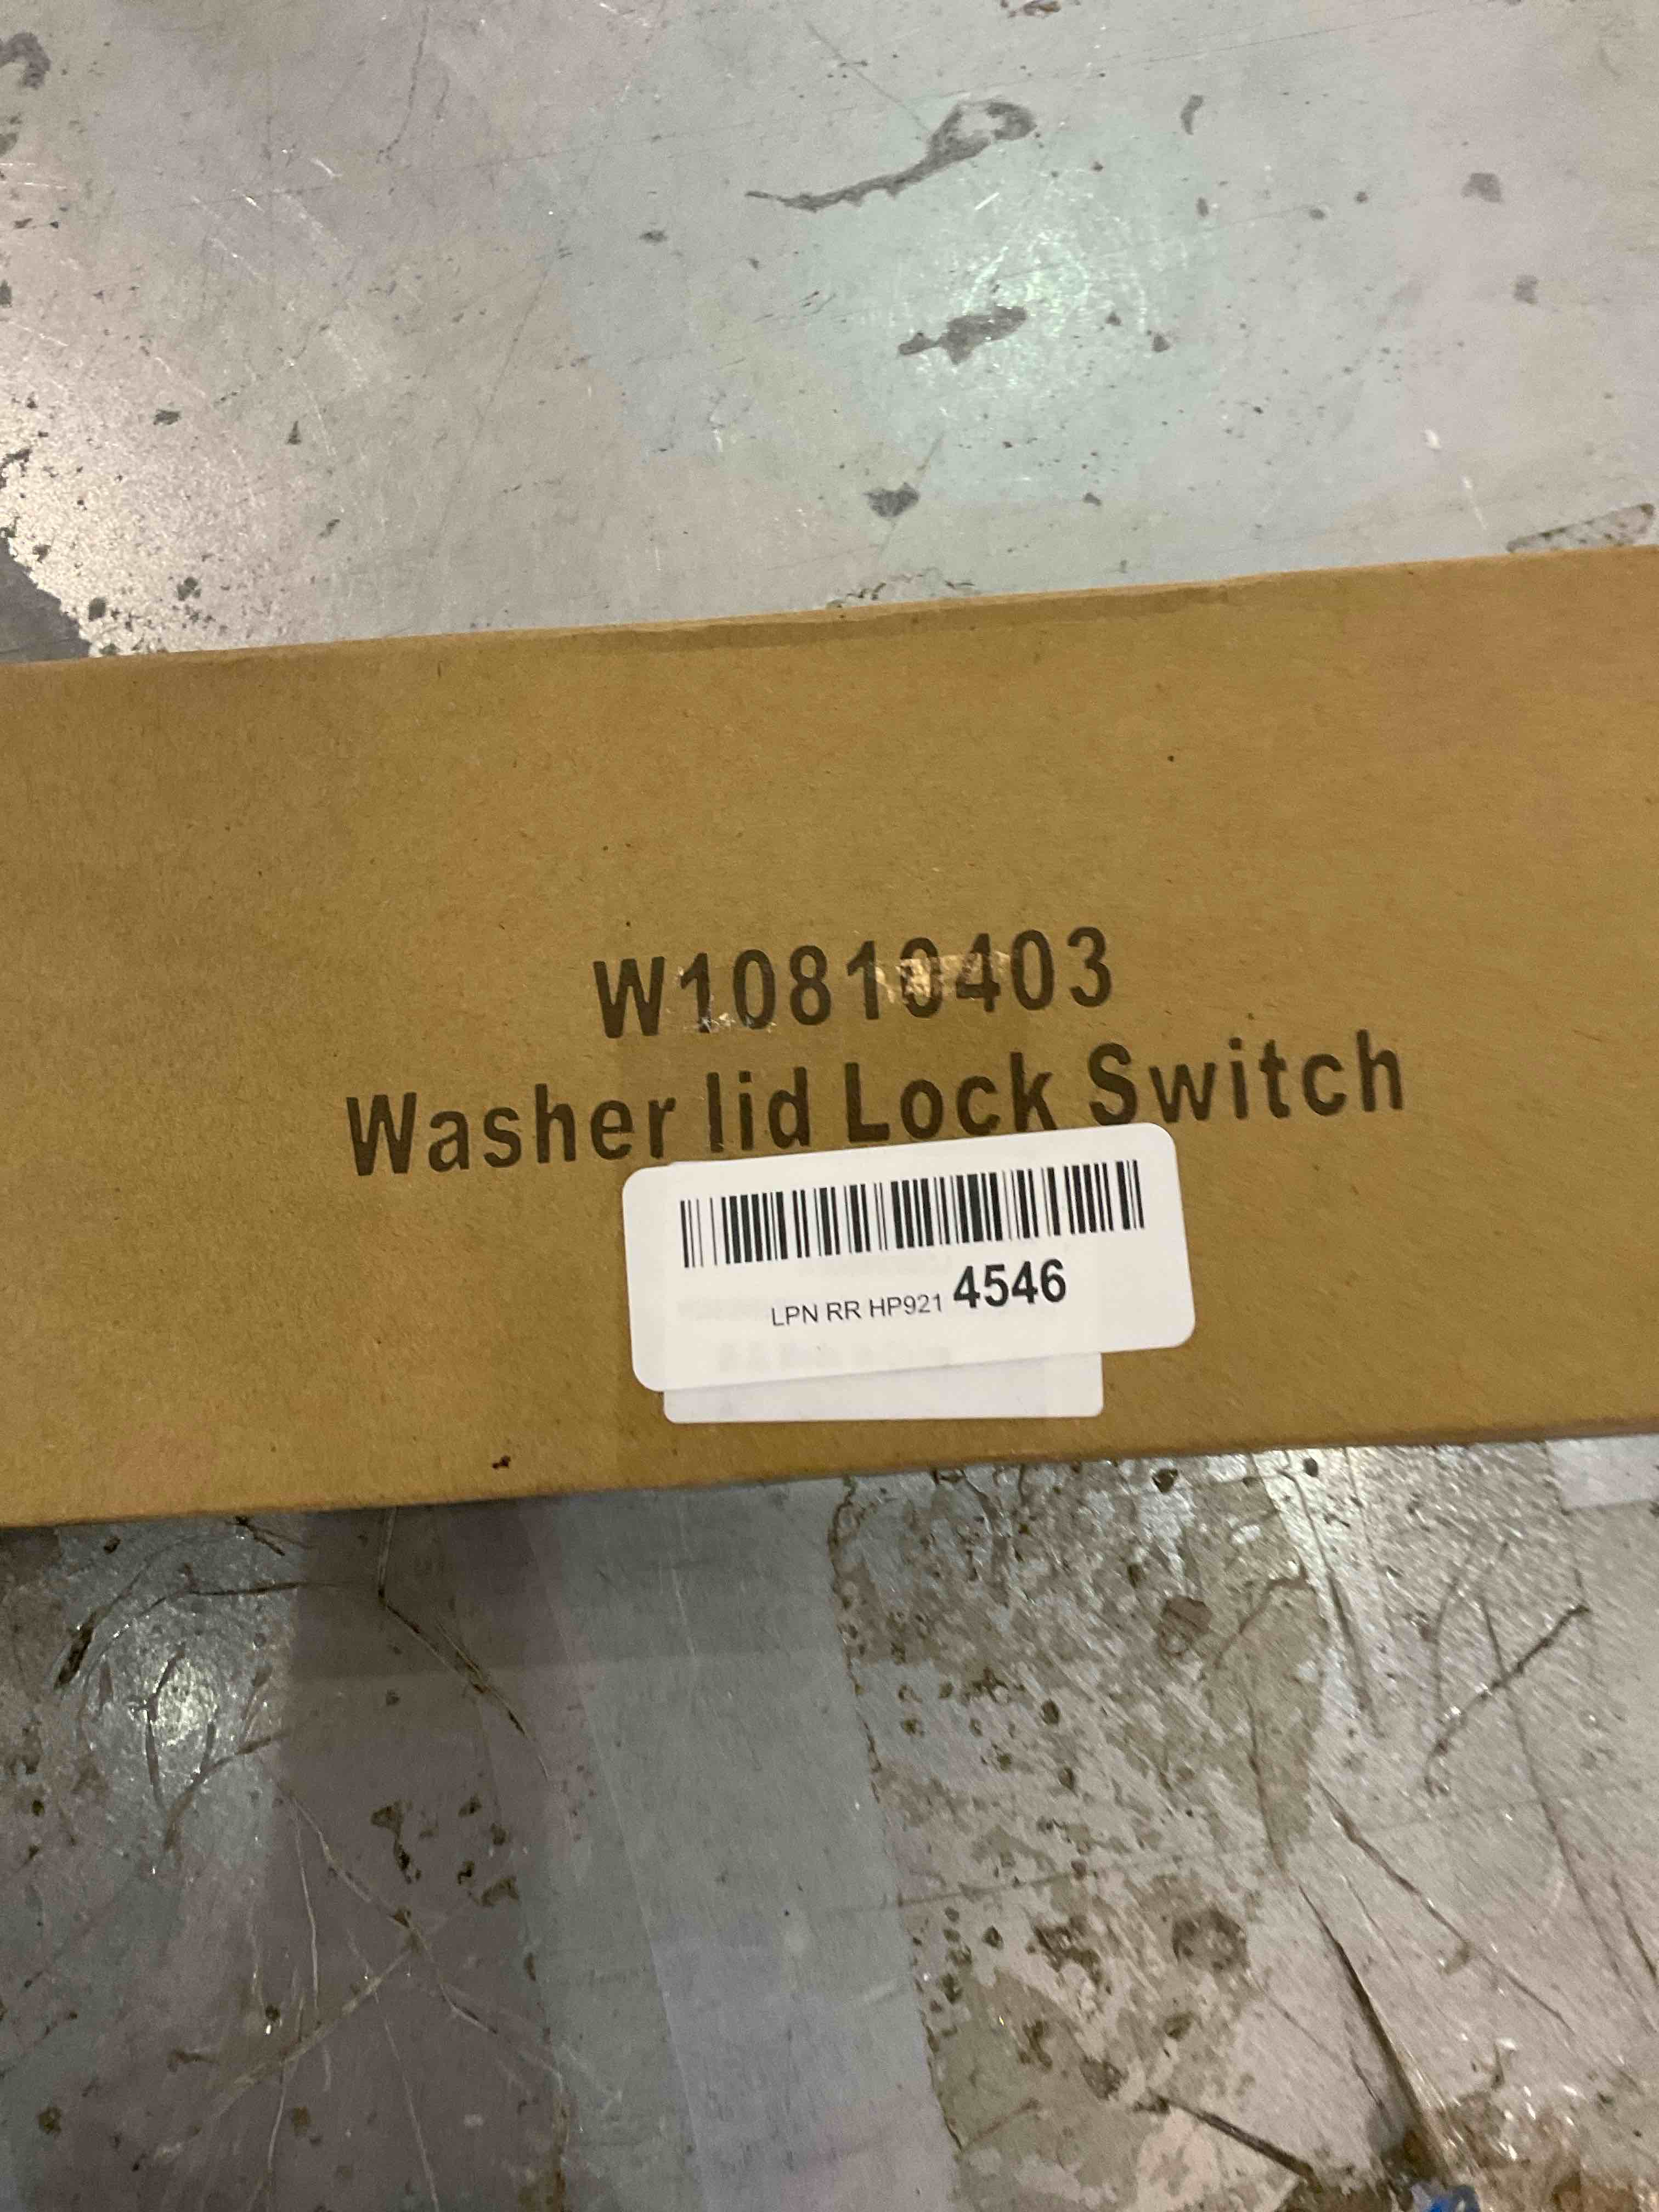 W10810403
Washer lid Lock Switch
LPN RR HP921 4546